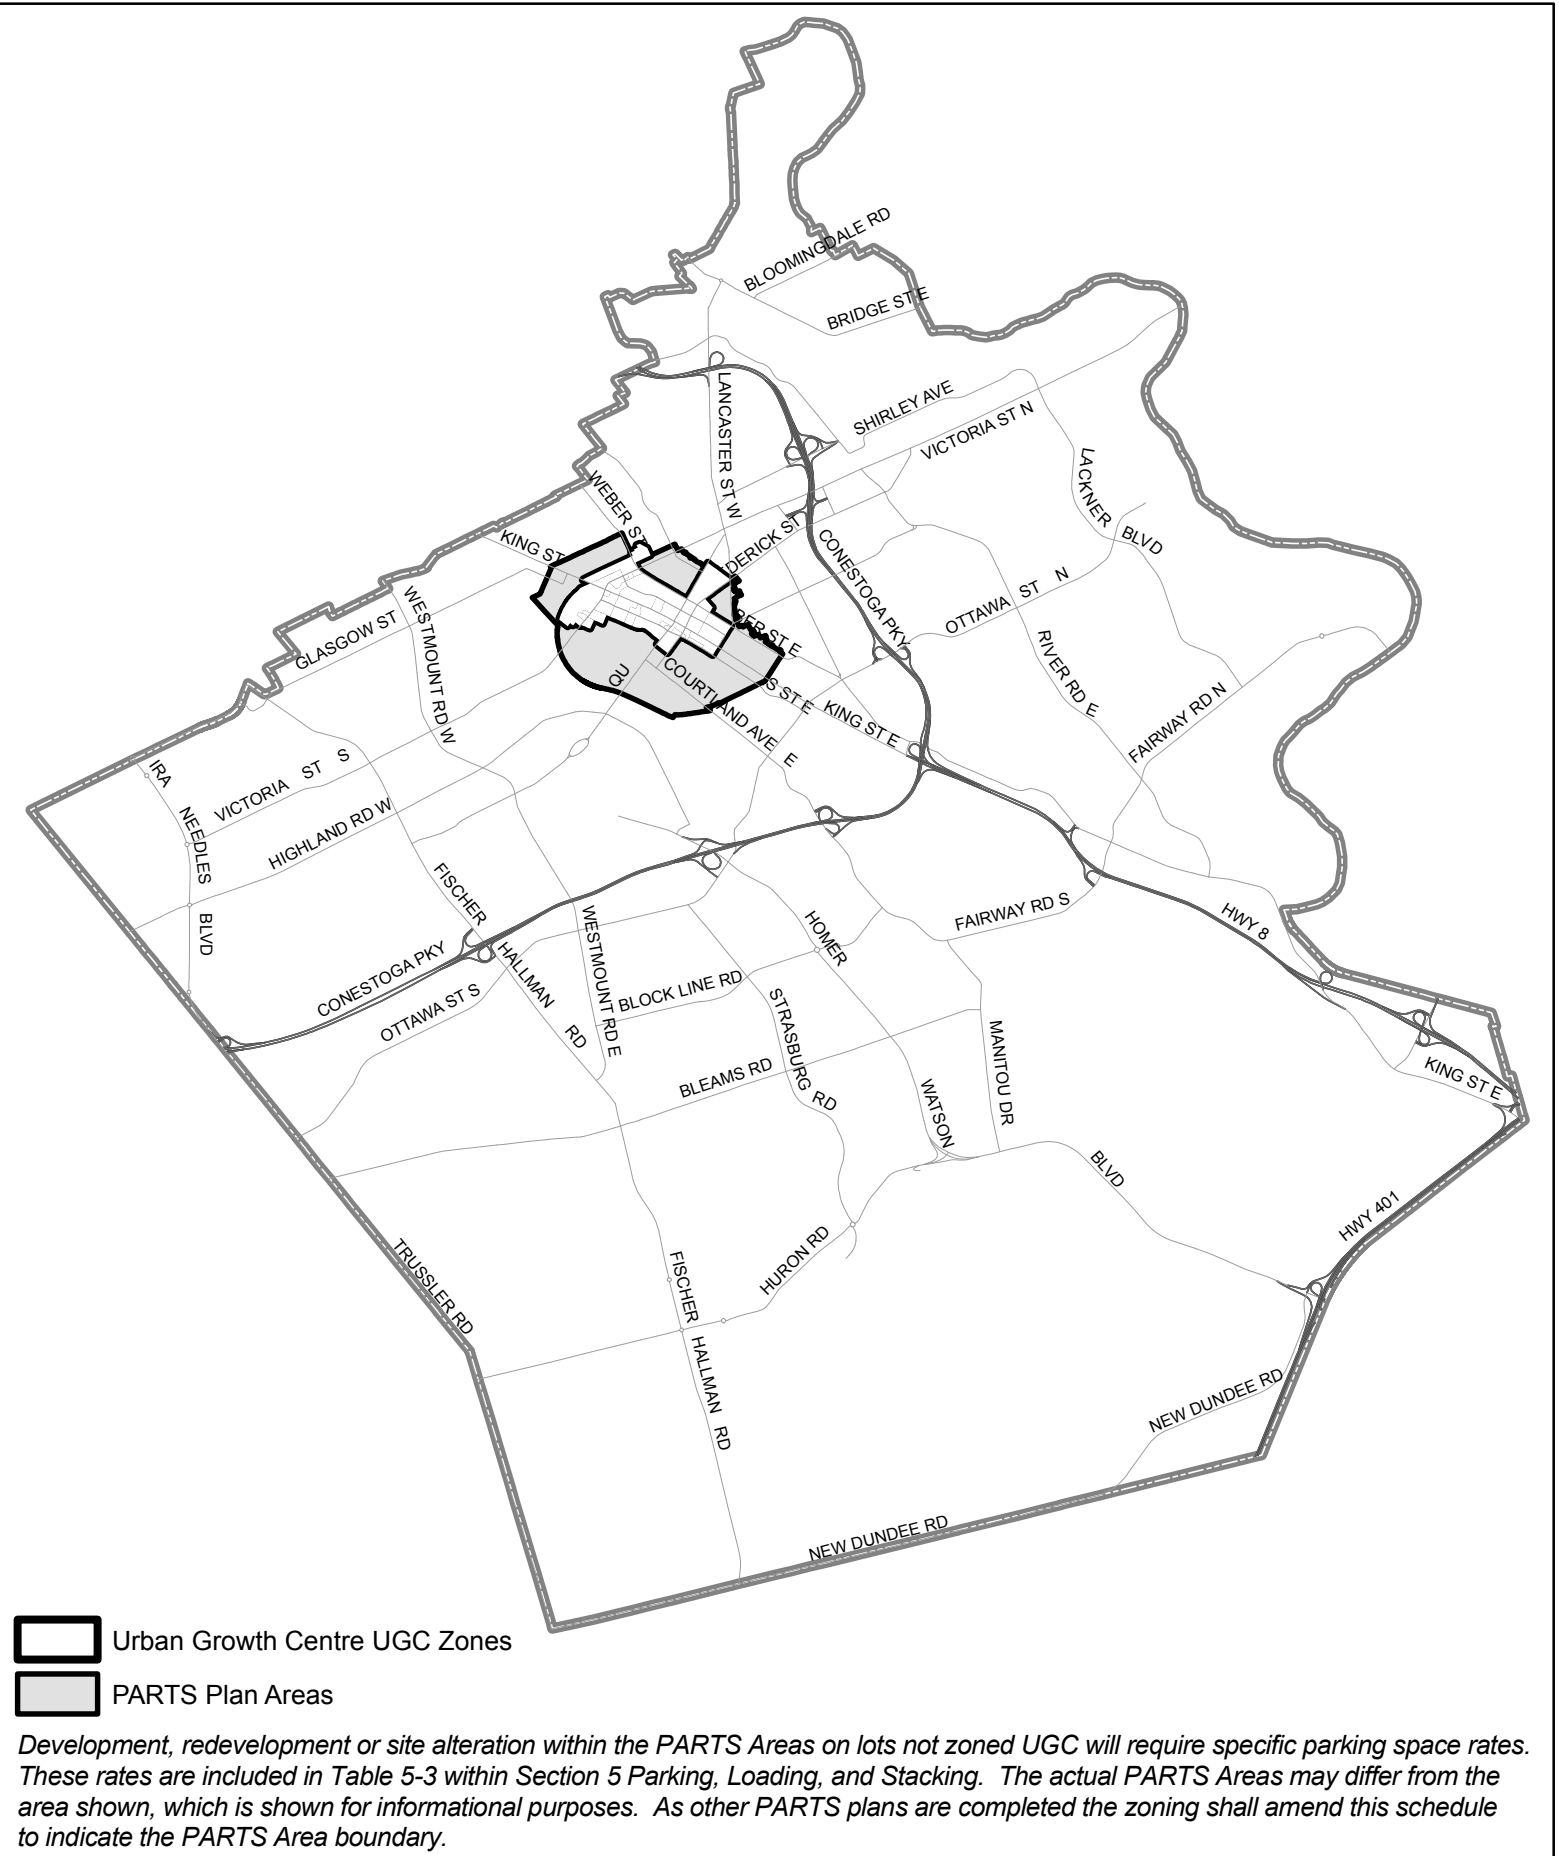 BLOOMINGDALE RD
BRIDGE ST E
SHIRLEY AVE
VICTORIA ST N
LANCASTER ST W
LACKNER BLVD
WEBER ST
KING ST
DERICK ST
CONESTOGA PKY
OTTAWA ST N
GLASGOW ST
WESTMOUNT RD W
ST E
QU
COURTLAND AVE E
S ST E
KING ST E
RIVER RD E
FAIRWAY RD N
IRA NEEDLES BLVD
VICTORIA ST S
HIGHLAND RD W
FISCHER HALLMAN RD
WESTMOUNT RD E
HOMER WATSON BLVD
FAIRWAY RD S
HWY 8
CONESTOGA PKY
OTTAWA ST S
BLOCK LINE RD
STRASBURG RD
MANITOU DR
BLEAMS RD
KING ST E
HWY 401
TRUSSLER RD
HURON RD
FISCHER HALLMAN RD
NEW DUNDEE RD
NEW DUNDEE RD
Urban Growth Centre UGC Zones
PARTS Plan Areas
Development, redevelopment or site alteration within the PARTS Areas on lots not zoned UGC will require specific parking space rates.
These rates are included in Table 5-3 within Section 5 Parking, Loading, and Stacking.  The actual PARTS Areas may differ from the
area shown, which is shown for informational purposes.  As other PARTS plans are completed the zoning shall amend this schedule
to indicate the PARTS Area boundary.